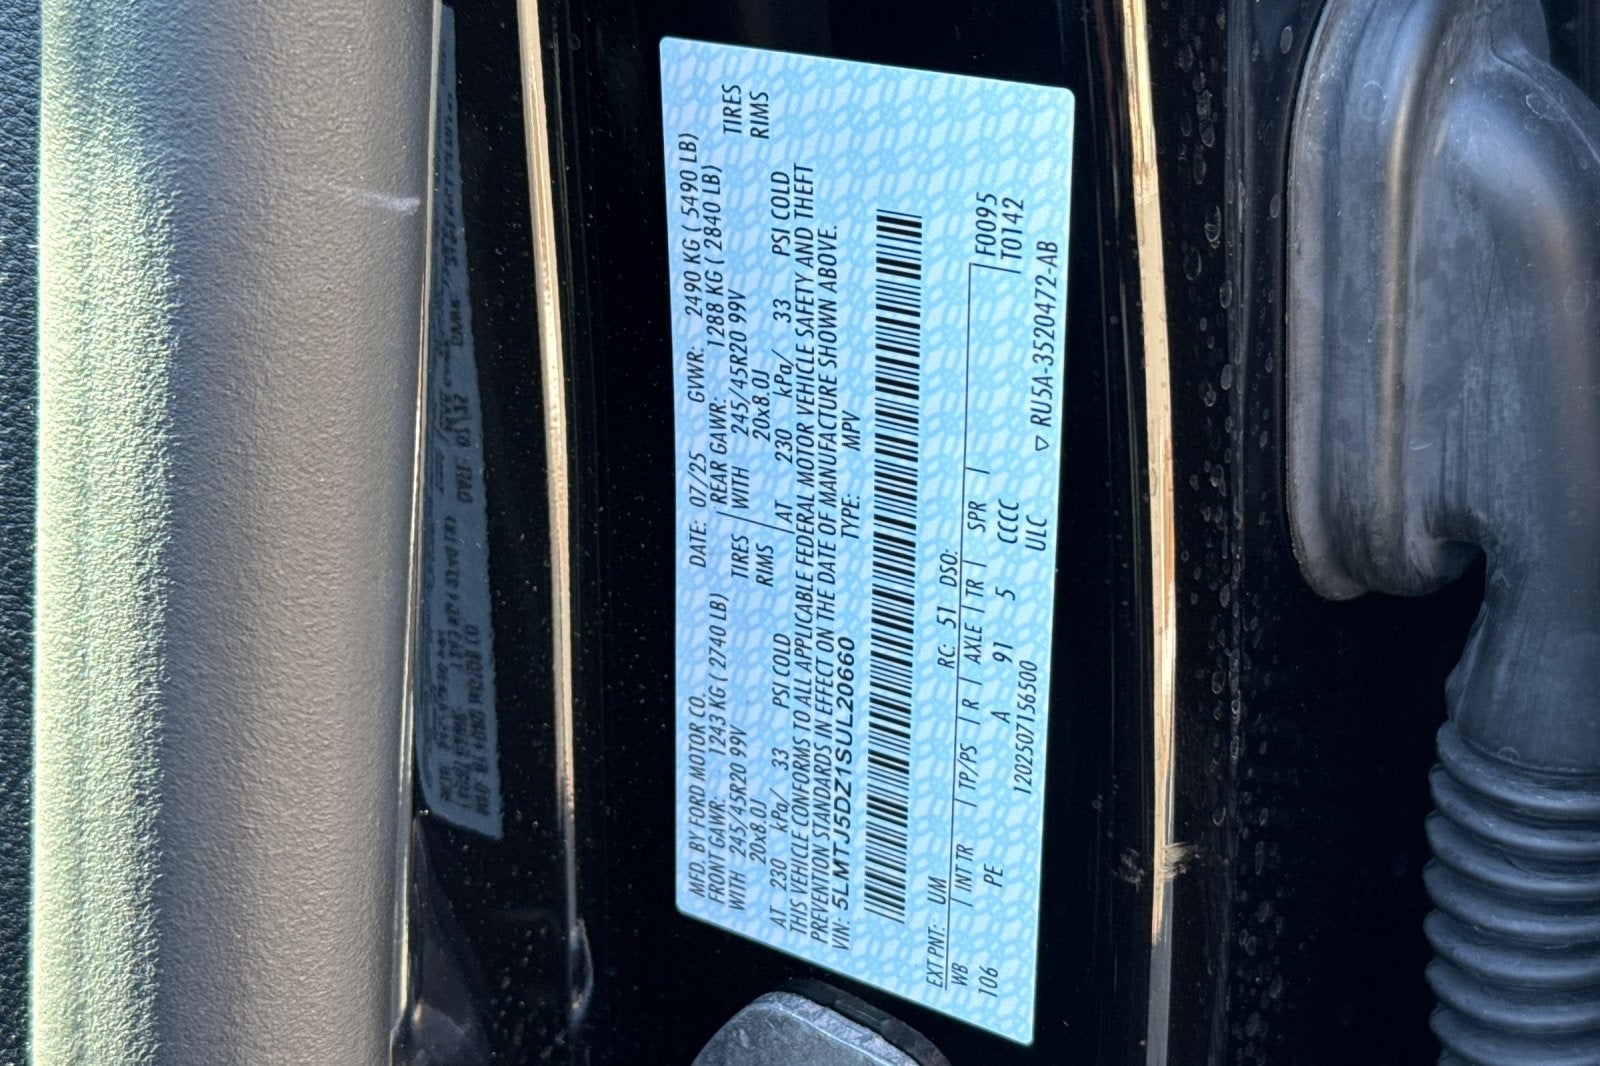 MFD. BY FORD MOTOR CO. DATE: 07/25 GVWR: 2490 KG ( 5490 LB)
FRONT GAWR: 1243 KG ( 2740 LB) REAR GAWR: 1288 KG ( 2840 LB)
WITH 245/45R20 99V TIRES WITH 245/45R20 99V TIRES
20x8.0J RIMS 20x8.0J RIMS
AT 230 kPa/ 33 PSI COLD AT 230 kPa/ 33 PSI COLD
THIS VEHICLE CONFORMS TO ALL APPLICABLE FEDERAL MOTOR VEHICLE SAFETY AND THEFT
PREVENTION STANDARDS IN EFFECT ON THE DATE OF MANUFACTURE SHOWN ABOVE.
VIN: 5LMTJ5DZ1SUL20660 TYPE: MPV
EXT PNT: UM RC: 51 DSO: F0095
WB INT TR TP/PS R AXLE TR SPR T0142
106 PE A 91 5 CCCC
12025071565​00 ULC ▽ RU5A-3520472-AB